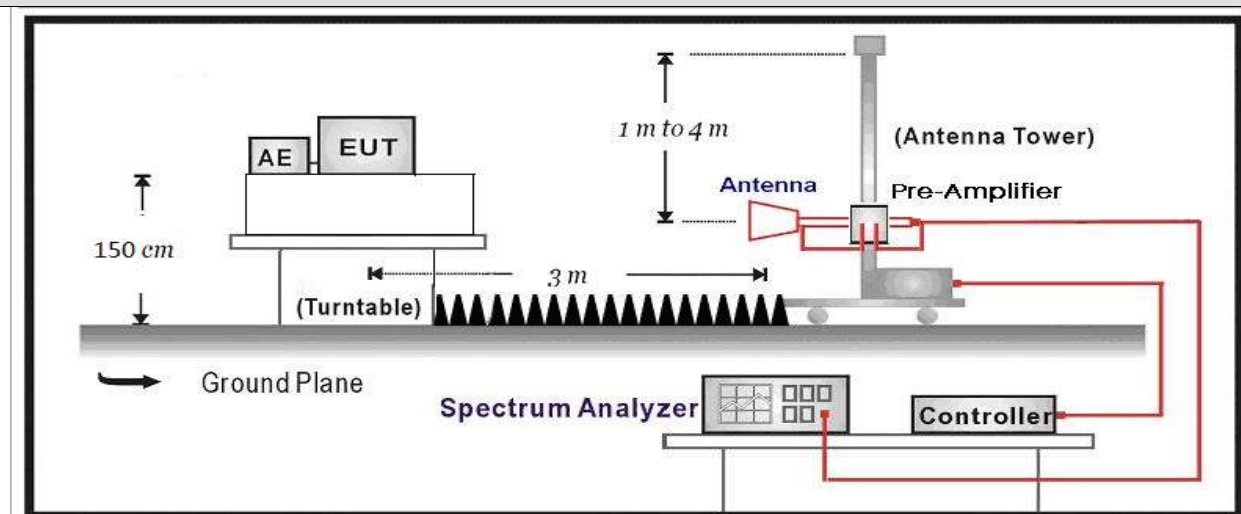 1 m to 4 m
(Antenna Tower)
AE
EUT
Antenna
Pre-Amplifier
150 cm
3 m
(Turntable)
Ground Plane
Spectrum Analyzer
Controller